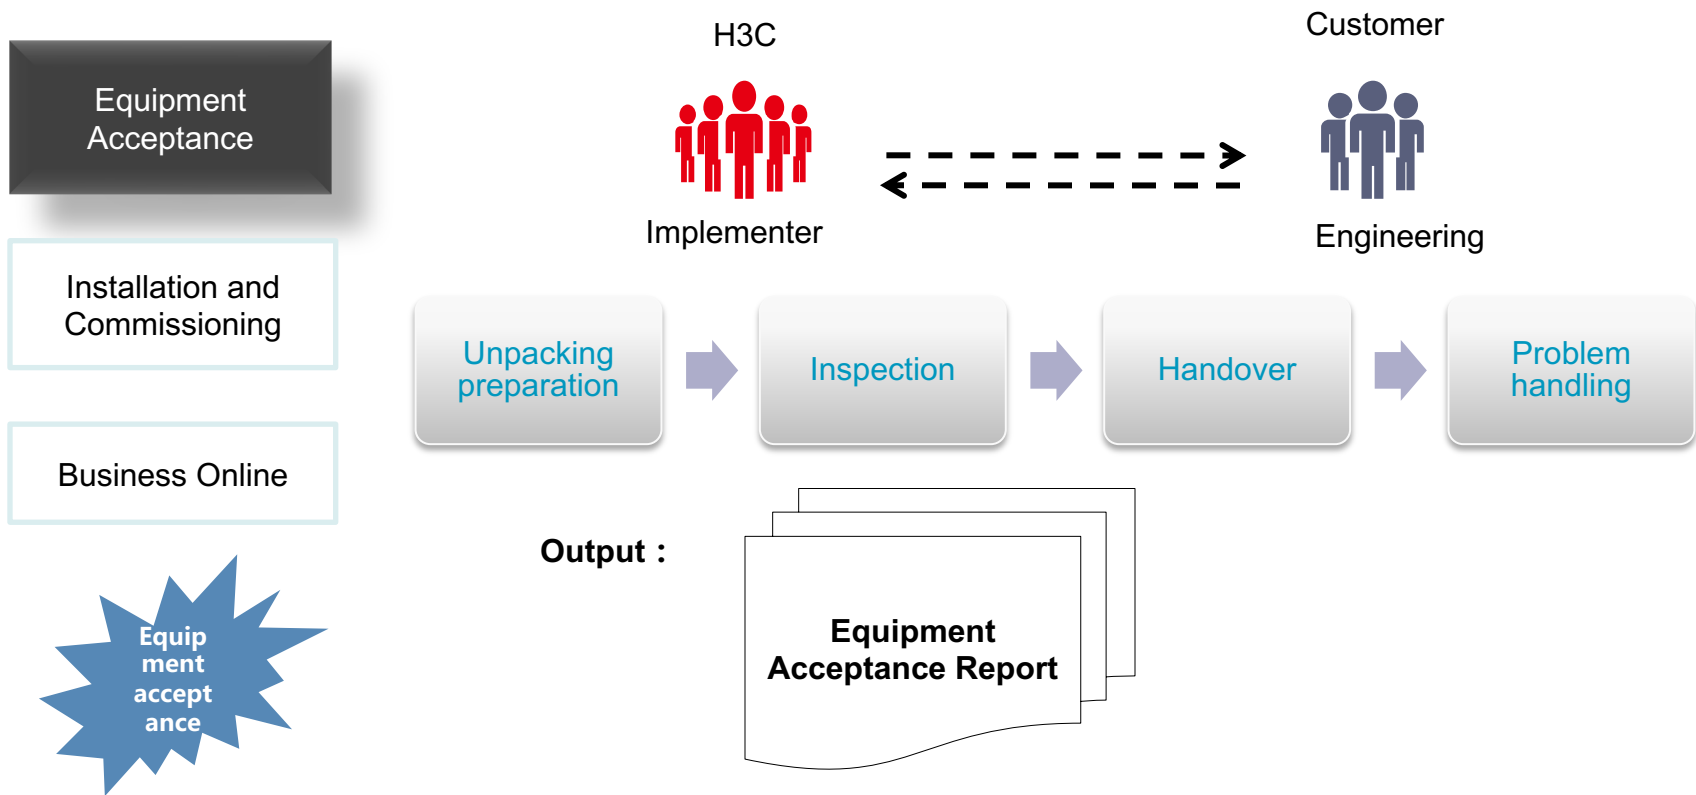 Equipment
Acceptance
Installation and
Commissioning
Business Online
Equip
ment
accept
ance
H3C
Implementer
Customer
Engineering
Unpacking
preparation
Inspection
Handover
Problem
handling
Output：
Equipment
Acceptance Report